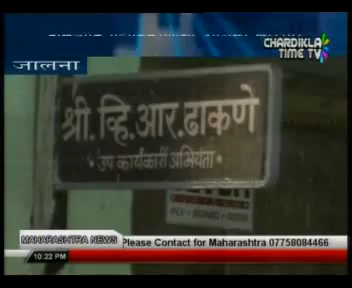 CHARDIKLA
TIME TV
जालना
श्री. व्हि. आर. ढाकणे
• उप कार्यकारी अभियंता •
MAHARASHTRA NEWS
Please Contact for Maharashtra 07758084466
10:22 PM